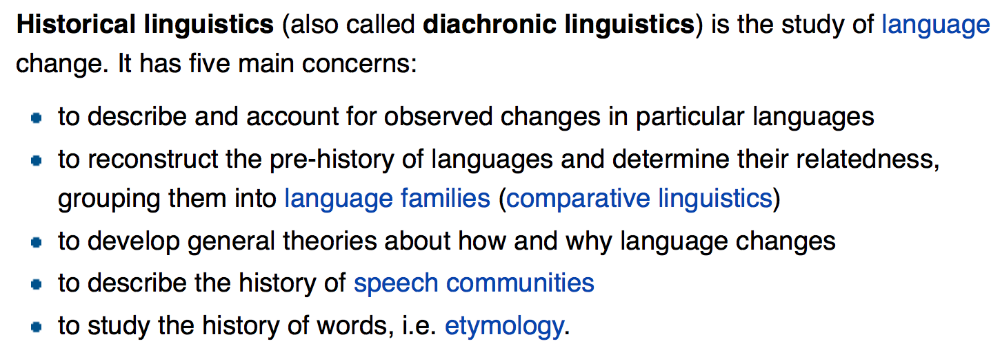 Historical linguistics (also called diachronic linguistics) is the study of language
change. It has five main concerns:
• to describe and account for observed changes in particular languages
• to reconstruct the pre-history of languages and determine their relatedness,
grouping them into language families (comparative linguistics)
• to develop general theories about how and why language changes
• to describe the history of speech communities
• to study the history of words, i.e. etymology.